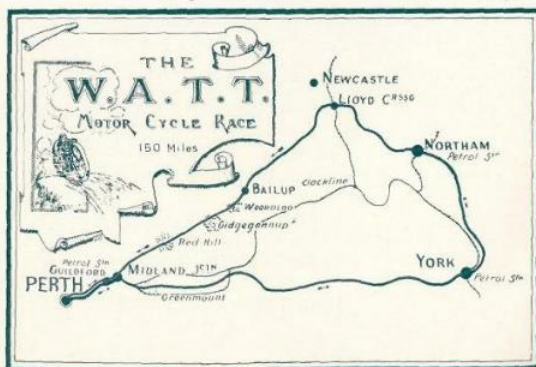 THE
W. A. T. T.
MOTOR CYCLE RACE
150 Miles
NEWCASTLE
LLOYD CRSSG
NORTHAM
Petrol Stn
Clackline
BAILUP
WOOROLOO
Gidgegannup
Red Hill
Petrol Stn
GUILDFORD
MIDLAND JCTN
PERTH
Greenmount
YORK
Petrol Stn